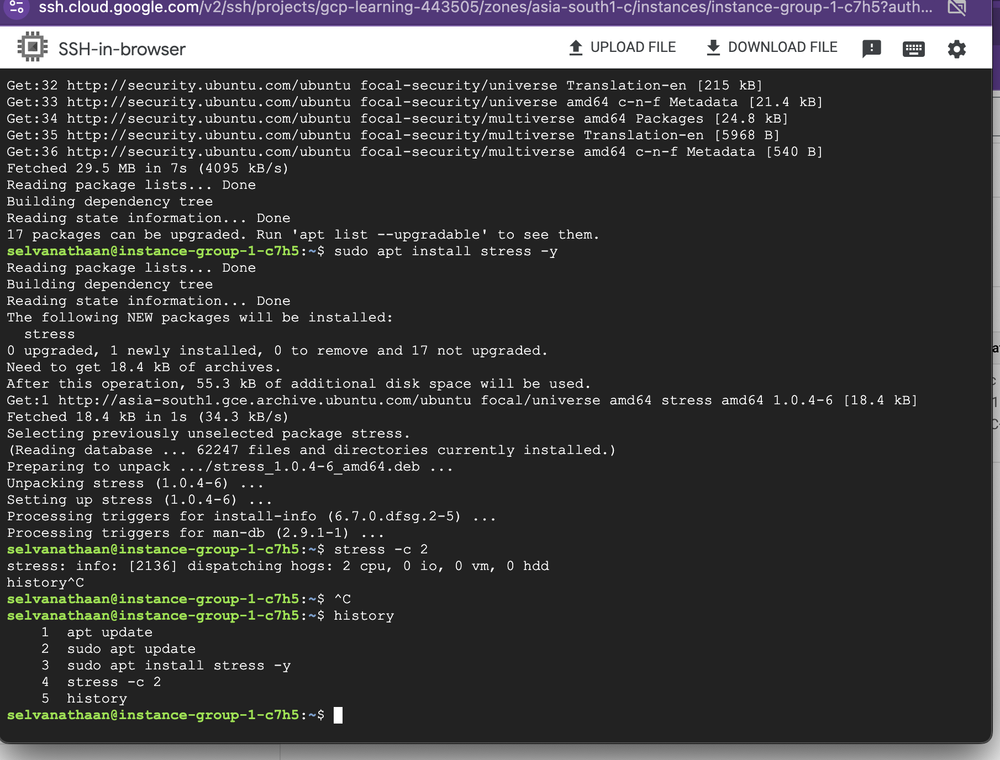 ssh.cloud.google.com/v2/ssh/projects/gcp-learning-443505/zones/asia-south1-c/instances/instance-group-1-c7h5?auth...
SSH-in-browser
UPLOAD FILE
DOWNLOAD FILE
Get:32 http://security.ubuntu.com/ubuntu focal-security/universe Translation-en [215 kB]
Get:33 http://security.ubuntu.com/ubuntu focal-security/universe amd64 c-n-f Metadata [21.4 kB]
Get:34 http://security.ubuntu.com/ubuntu focal-security/multiverse amd64 Packages [24.8 kB]
Get:35 http://security.ubuntu.com/ubuntu focal-security/multiverse Translation-en [5968 B]
Get:36 http://security.ubuntu.com/ubuntu focal-security/multiverse amd64 c-n-f Metadata [540 B]
Fetched 29.5 MB in 7s (4095 kB/s)
Reading package lists... Done
Building dependency tree
Reading state information... Done
17 packages can be upgraded. Run 'apt list --upgradable' to see them.
selvanathaan@instance-group-1-c7h5:~$ sudo apt install stress -y
Reading package lists... Done
Building dependency tree
Reading state information... Done
The following NEW packages will be installed:
  stress
0 upgraded, 1 newly installed, 0 to remove and 17 not upgraded.
Need to get 18.4 kB of archives.
After this operation, 55.3 kB of additional disk space will be used.
Get:1 http://asia-south1.gce.archive.ubuntu.com/ubuntu focal/universe amd64 stress amd64 1.0.4-6 [18.4 kB]
Fetched 18.4 kB in 1s (34.3 kB/s)
Selecting previously unselected package stress.
(Reading database ... 62247 files and directories currently installed.)
Preparing to unpack .../stress_1.0.4-6_amd64.deb ...
Unpacking stress (1.0.4-6) ...
Setting up stress (1.0.4-6) ...
Processing triggers for install-info (6.7.0.dfsg.2-5) ...
Processing triggers for man-db (2.9.1-1) ...
selvanathaan@instance-group-1-c7h5:~$ stress -c 2
stress: info: [2136] dispatching hogs: 2 cpu, 0 io, 0 vm, 0 hdd
history^C
selvanathaan@instance-group-1-c7h5:~$ ^C
selvanathaan@instance-group-1-c7h5:~$ history
    1  apt update
    2  sudo apt update
    3  sudo apt install stress -y
    4  stress -c 2
    5  history
selvanathaan@instance-group-1-c7h5:~$